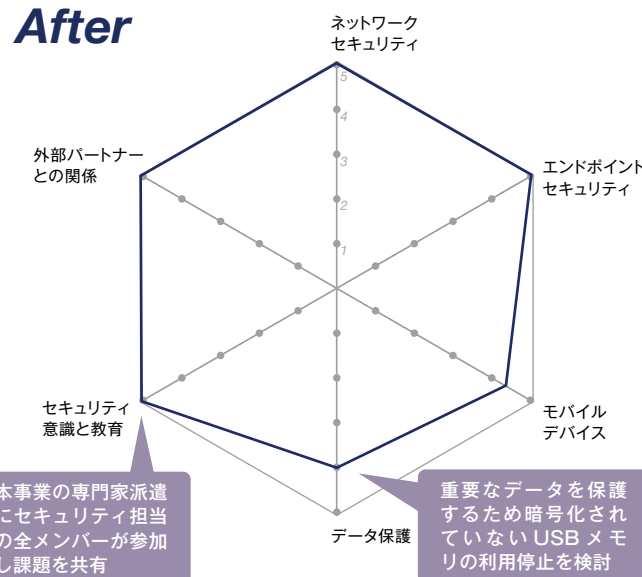 After
ネットワーク
セキュリティ
5
4
3
2
1
外部パートナー
との関係
エンドポイント
セキュリティ
セキュリティ
意識と教育
モバイル
デバイス
データ保護
本事業の専門家派遣
にセキュリティ担当
の全メンバーが参加
し課題を共有
重要なデータを保護
するため暗号化され
ていない USB メモ
リの利用停止を検討